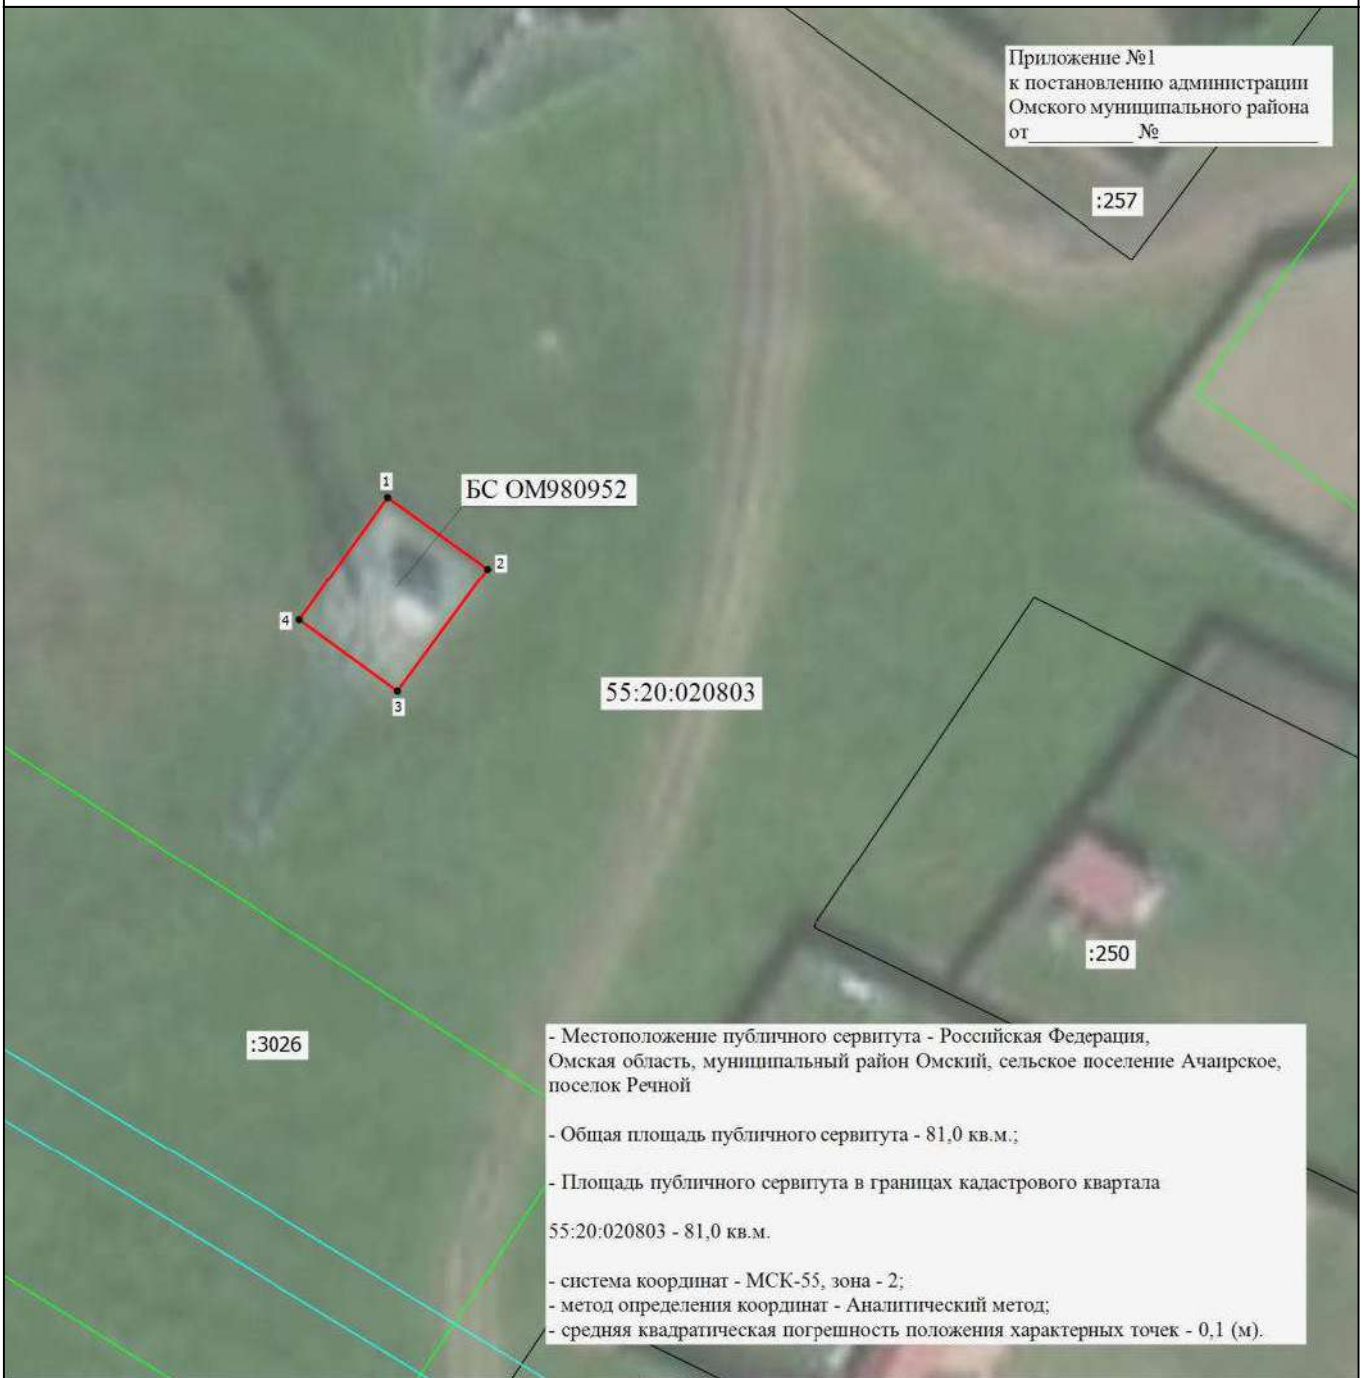 Приложение №1
к постановлению администрации
Омского муниципального района
от__________ №_______________
:257
1
БС ОМ980952
2
4
3
55:20:020803
:250
:3026
- Местоположение публичного сервитута - Российская Федерация,
Омская область, муниципальный район Омский, сельское поселение Ачаирское,
поселок Речной
- Общая площадь публичного сервитута - 81,0 кв.м.;
- Площадь публичного сервитута в границах кадастрового квартала
55:20:020803 - 81,0 кв.м.
- система координат - МСК-55, зона - 2;
- метод определения координат - Аналитический метод;
- средняя квадратическая погрешность положения характерных точек - 0,1 (м).